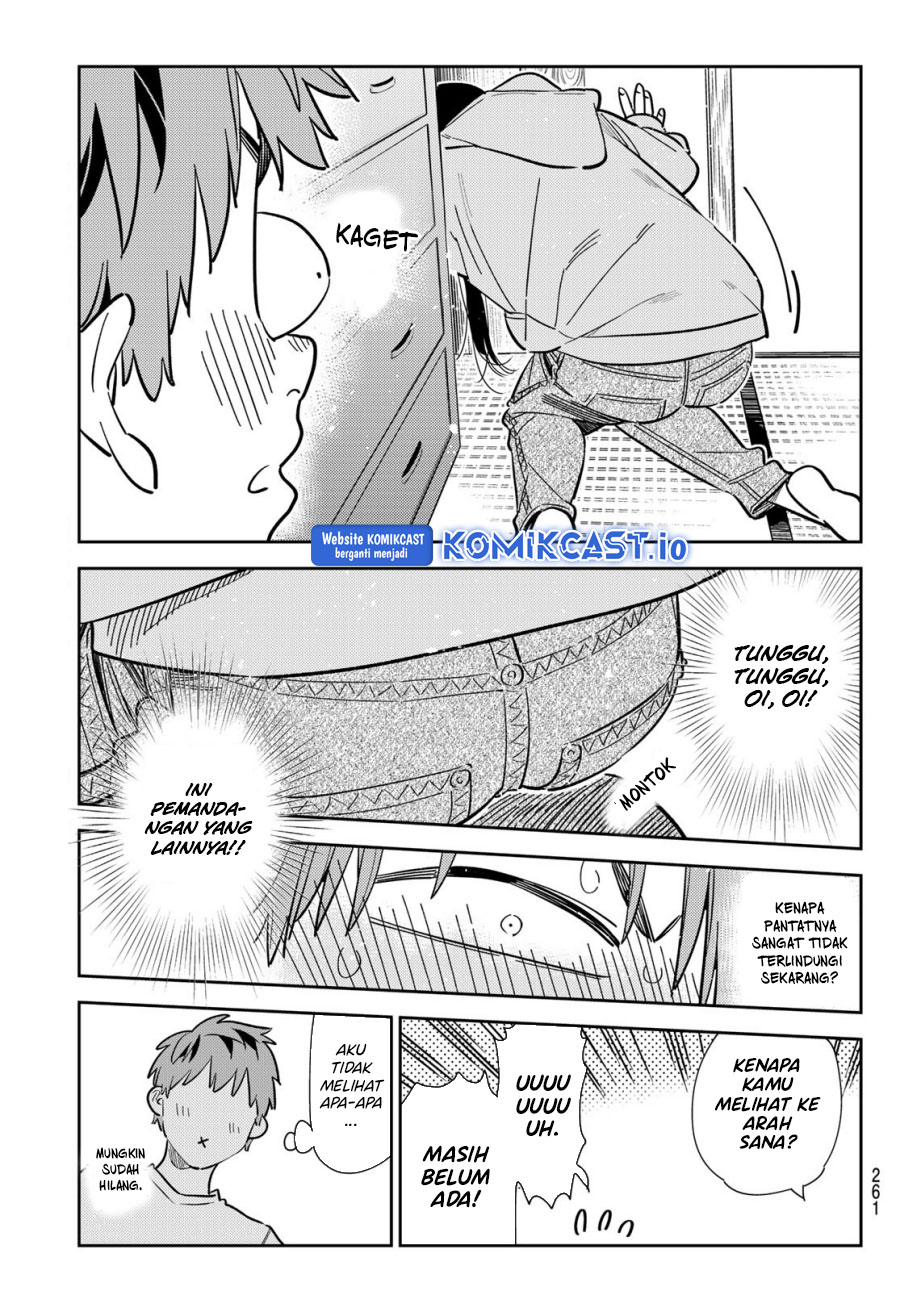 KAGET
Website KOMIKCAST
berganti menjadi
KOMIKCAST.io
TUNGGU,
TUNGGU,
OI, OI!
MONTOK
INI
PEMANDA-
NGAN YANG
LAINNYA!!
KENAPA
PANTATNYA
SANGAT TIDAK
TERLINDUNGI
SEKARANG?
KENAPA
KAMU
MELIHAT KE
ARAH
SANA?
UUUU
UUUU
UH.
MASIH
BELUM
ADA!
AKU
TIDAK
MELIHAT
APA-APA
...
MUNGKIN
SUDAH
HILANG.
261